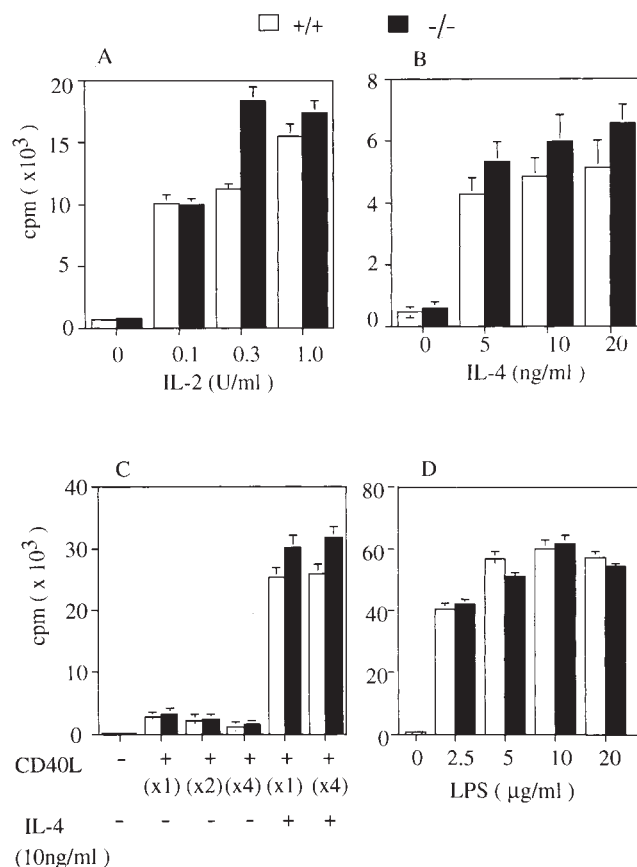 +/+ -/-
A
20
15
10
5
0
cpm ( x10³ )
0 0.1 0.3 1.0
IL-2 (U/ml)
B
8
6
4
2
0
0 5 10 20
IL-4 (ng/ml)
C
40
30
20
10
0
cpm ( x 10³ )
CD40L - + + + + +
(x1) (x2) (x4) (x1) (x4)
IL-4 - - - - + +
(10ng/ml)
D
80
60
40
20
0
0 2.5 5 10 20
LPS ( µg/ml)